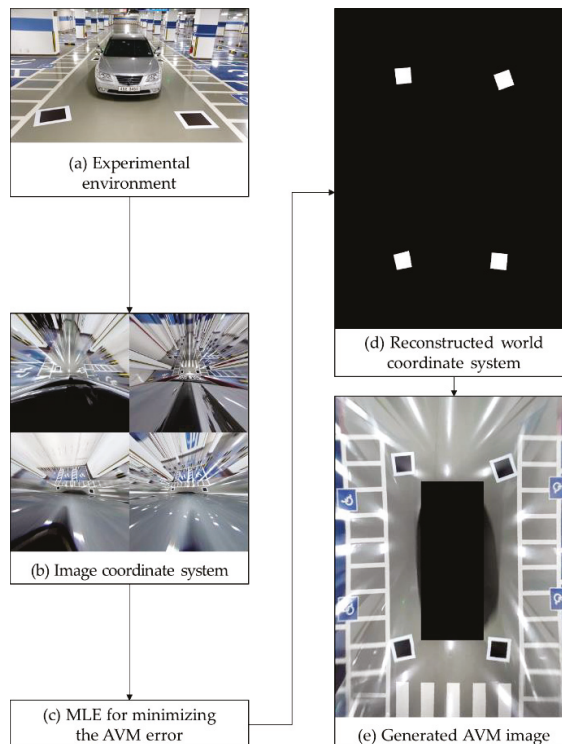 (a) Experimental
environment
(b) Image coordinate system
(c) MLE for minimizing
the AVM error
(d) Reconstructed world
coordinate system
(e) Generated AVM image